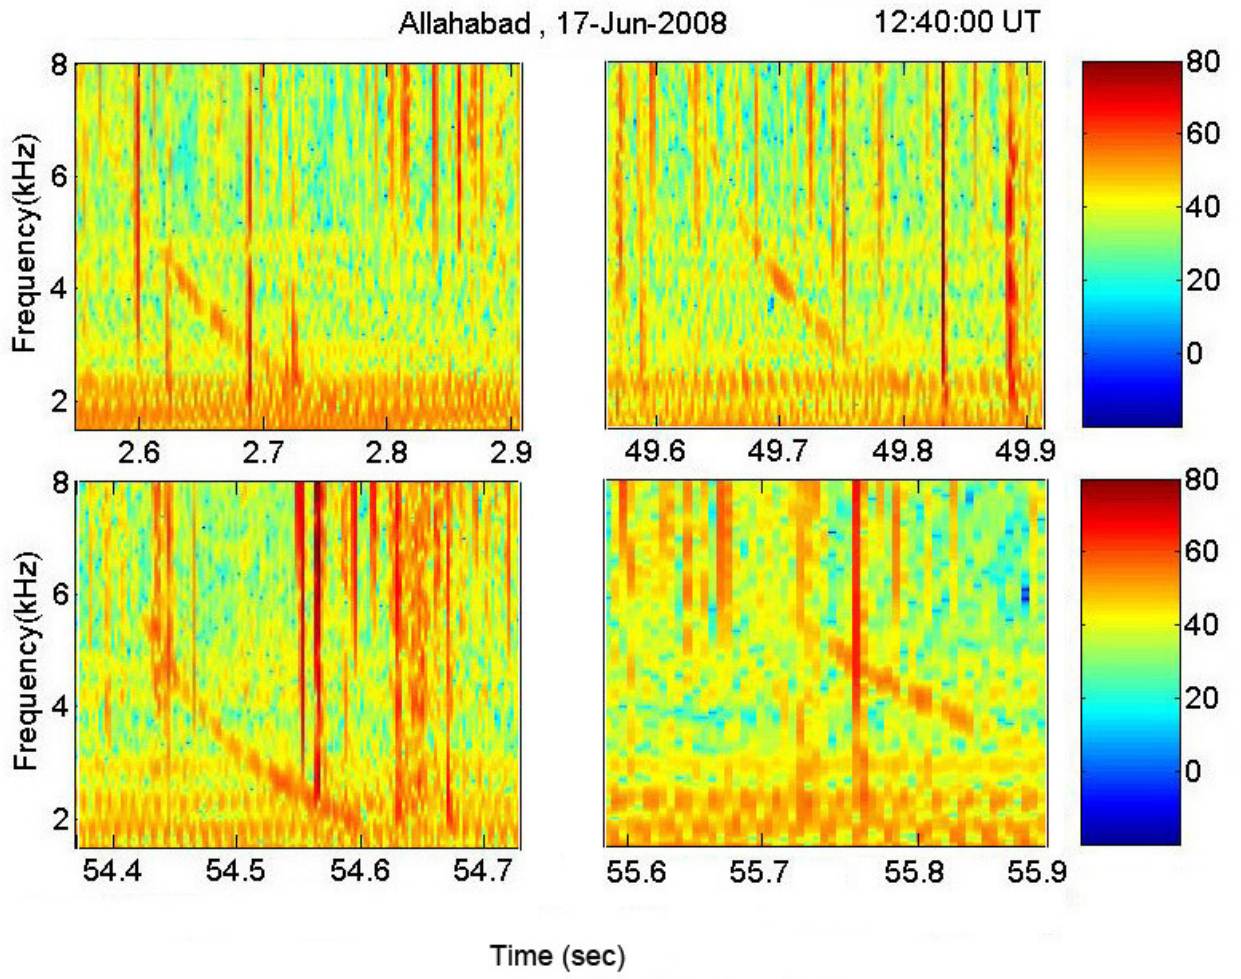 Allahabad , 17-Jun-2008 12:40:00 UT
8
6
4
2
Frequency(kHz)
2.6 2.7 2.8 2.9
49.6 49.7 49.8 49.9
80
60
40
20
0
8
6
4
2
Frequency(kHz)
54.4 54.5 54.6 54.7
55.6 55.7 55.8 55.9
80
60
40
20
0
Time (sec)